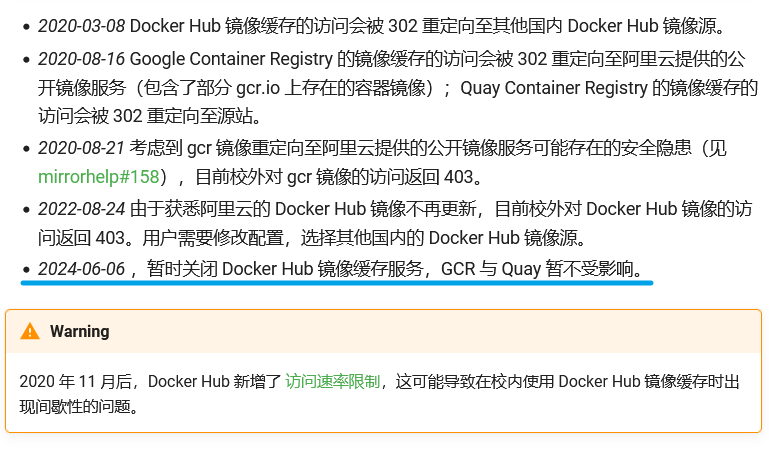 • 2020-03-08 Docker Hub 镜像缓存的访问会被 302 重定向至其他国内 Docker Hub 镜像源。
• 2020-08-16 Google Container Registry 的镜像缓存的访问会被 302 重定向至阿里云提供的公
开镜像服务（包含了部分 gcr.io 上存在的容器镜像）；Quay Container Registry 的镜像缓存的
访问会被 302 重定向至源站。
• 2020-08-21 考虑到 gcr 镜像重定向至阿里云提供的公开镜像服务可能存在的安全隐患（见
mirrorhelp#158），目前校外对 gcr 镜像的访问返回 403。
• 2022-08-24 由于获悉阿里云的 Docker Hub 镜像不再更新，目前校外对 Docker Hub 镜像的访
问返回 403。用户需要修改配置，选择其他国内的 Docker Hub 镜像源。
• 2024-06-06 ，暂时关闭 Docker Hub 镜像缓存服务，GCR 与 Quay 暂不受影响。
Warning
2020 年 11 月后，Docker Hub 新增了 访问速率限制，这可能导致在校内使用 Docker Hub 镜像缓存时出
现间歇性的问题。